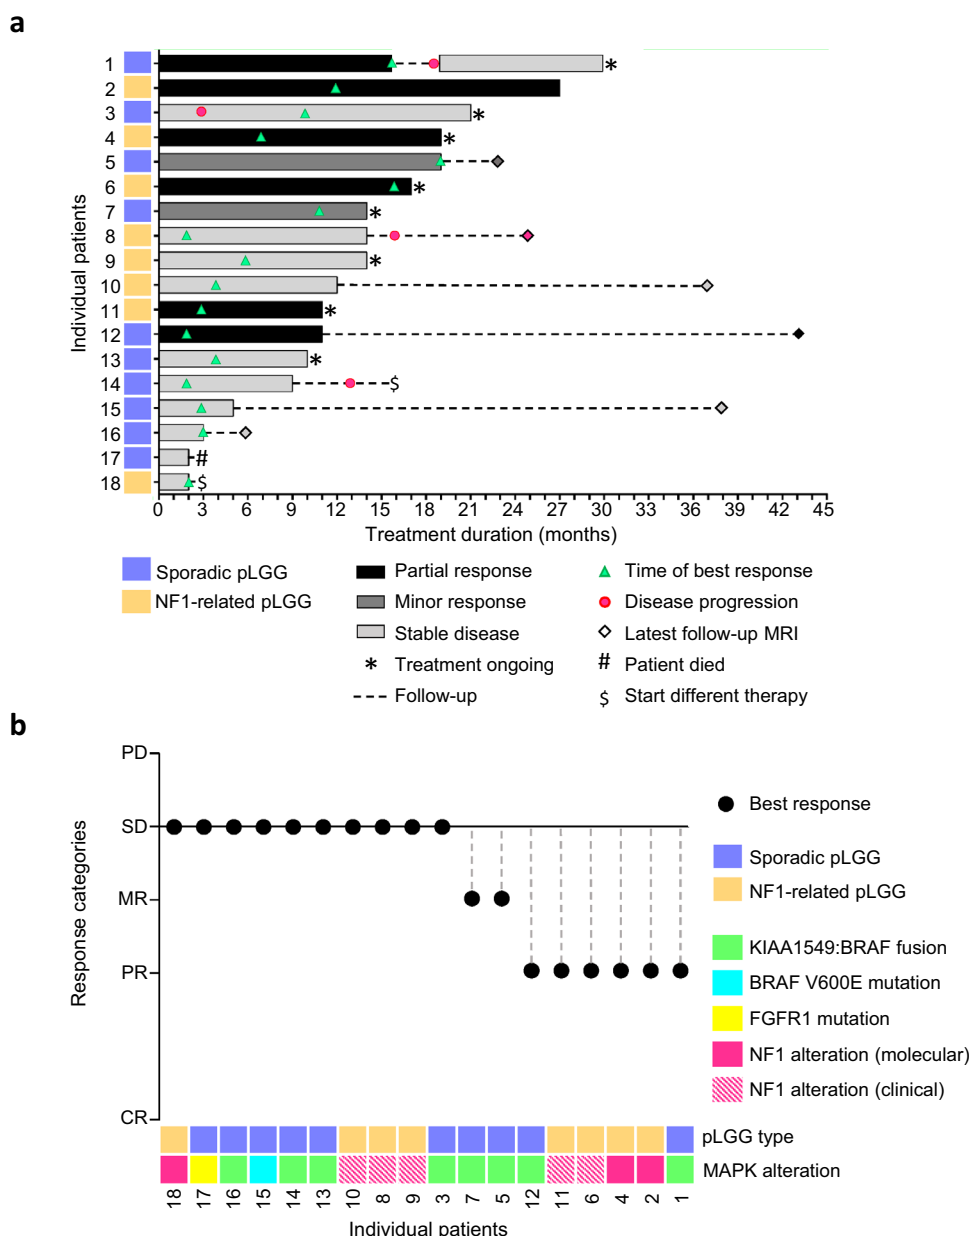 a
Individual patients
1 *
2
3 *
4 *
5
6 *
7 *
8
9 *
10
11 *
12
13 *
14 $
15
16
17 #
18 $
0 3 6 9 12 15 18 21 24 27 30 33 36 39 42 45
Treatment duration (months)
Sporadic pLGG
NF1-related pLGG
Partial response
Minor response
Stable disease
* Treatment ongoing
Follow-up
Time of best response
Disease progression
Latest follow-up MRI
# Patient died
$ Start different therapy
b
Response categories
PD
SD
MR
PR
CR
Best response
Sporadic pLGG
NF1-related pLGG
KIAA1549:BRAF fusion
BRAF V600E mutation
FGFR1 mutation
NF1 alteration (molecular)
NF1 alteration (clinical)
pLGG type
MAPK alteration
18 17 16 15 14 13 10 8 9 3 7 5 12 11 6 4 2 1
Individual patients